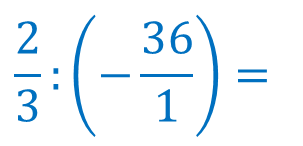 2/3 : (− 36/1) =